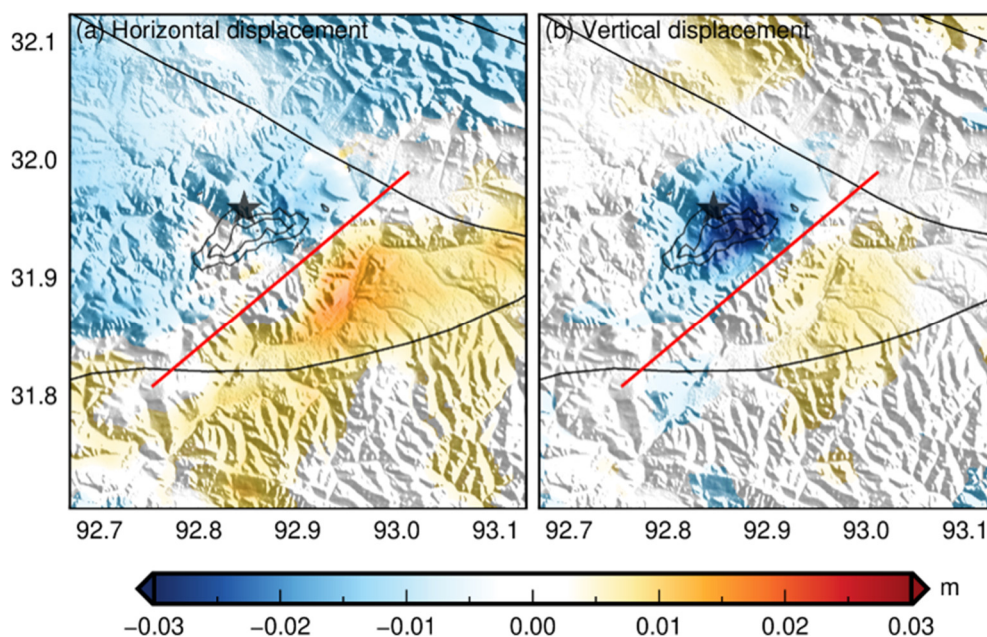 (a) Horizontal displacement
(b) Vertical displacement
32.1
32.0
31.9
31.8
92.7 92.8 92.9 93.0 93.1
92.7 92.8 92.9 93.0 93.1
m
−0.03 −0.02 −0.01 0.00 0.01 0.02 0.03